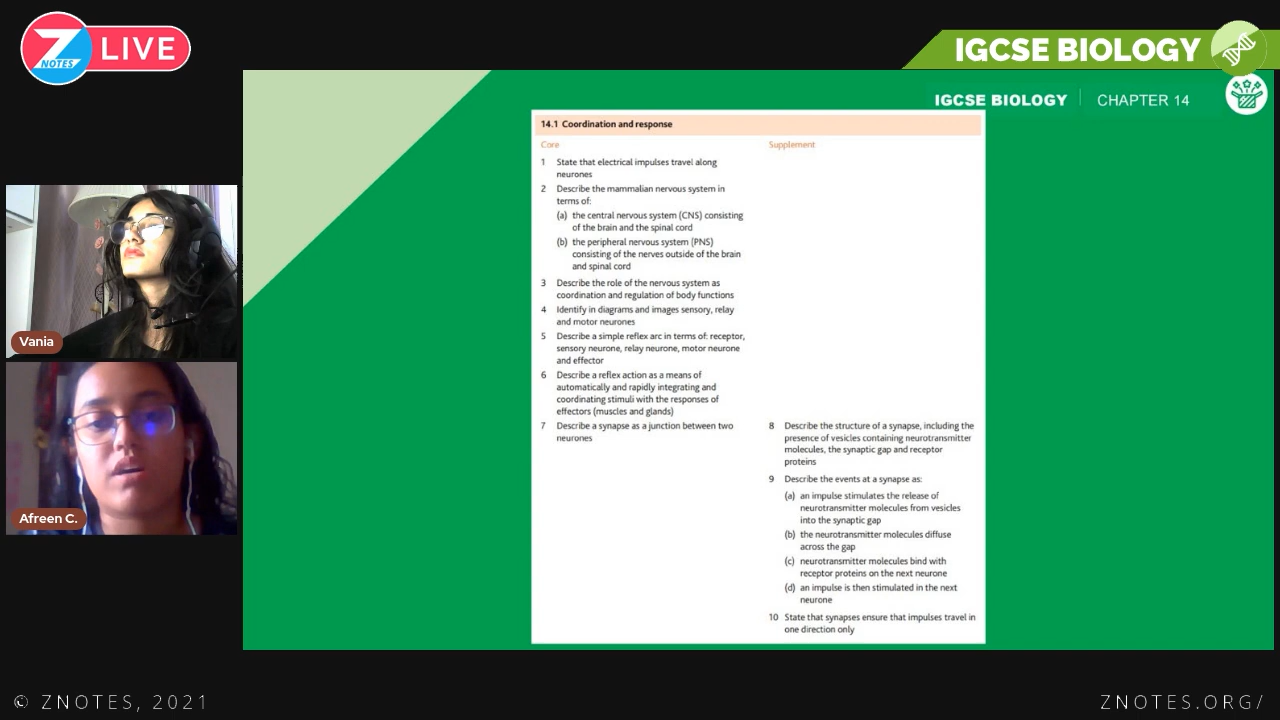 Z NOTES LIVE
IGCSE BIOLOGY
IGCSE BIOLOGY | CHAPTER 14
14.1 Coordination and response
Core
Supplement
1 State that electrical impulses travel along
neurones
2 Describe the mammalian nervous system in
terms of:
(a) the central nervous system (CNS) consisting
of the brain and the spinal cord
(b) the peripheral nervous system (PNS)
consisting of the nerves outside of the brain
and spinal cord
3 Describe the role of the nervous system as
coordination and regulation of body functions
4 Identify in diagrams and images sensory, relay
and motor neurones
5 Describe a simple reflex arc in terms of: receptor,
sensory neurone, relay neurone, motor neurone
and effector
6 Describe a reflex action as a means of
automatically and rapidly integrating and
coordinating stimuli with the responses of
effectors (muscles and glands)
7 Describe a synapse as a junction between two
neurones
8 Describe the structure of a synapse, including the
presence of vesicles containing neurotransmitter
molecules, the synaptic gap and receptor
proteins
9 Describe the events at a synapse as:
(a) an impulse stimulates the release of
neurotransmitter molecules from vesicles
into the synaptic gap
(b) the neurotransmitter molecules diffuse
across the gap
(c) neurotransmitter molecules bind with
receptor proteins on the next neurone
(d) an impulse is then stimulated in the next
neurone
10 State that synapses ensure that impulses travel in
one direction only
Vania
Afreen C.
© ZNOTES, 2021
ZNOTES.ORG/